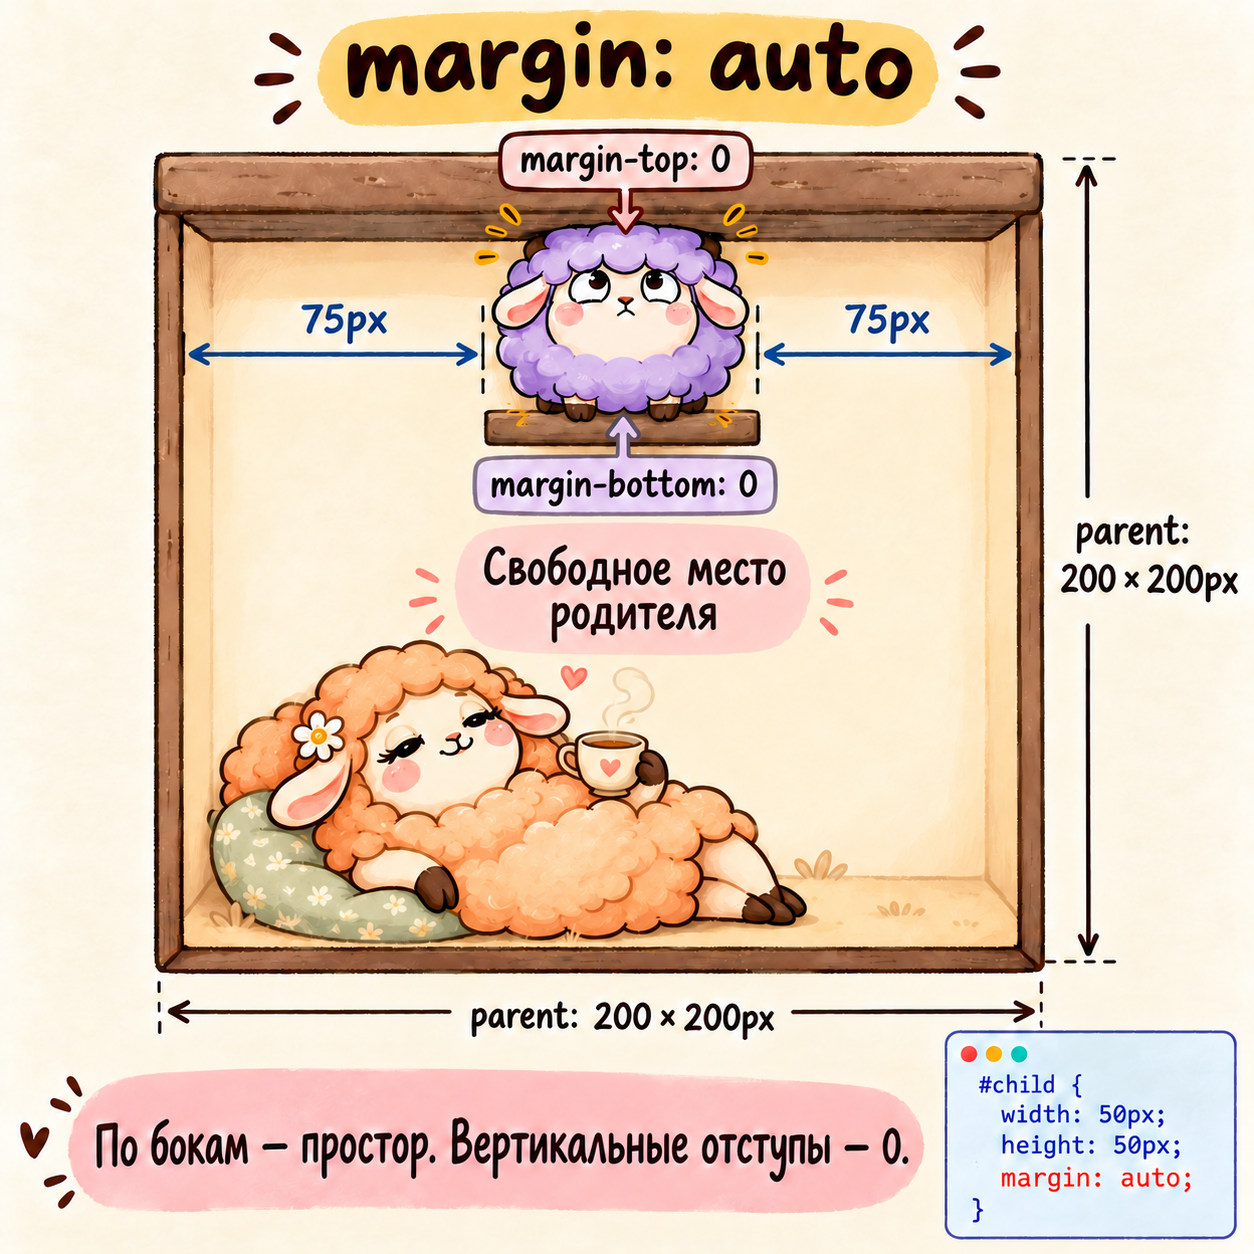 margin: auto
margin-top: 0
75px
75px
margin-bottom: 0
Свободное место
родителя
parent:
200 × 200px
parent: 200 × 200px
По бокам – простор. Вертикальные отступы – 0.
#child {
width: 50px;
height: 50px;
margin: auto;
}